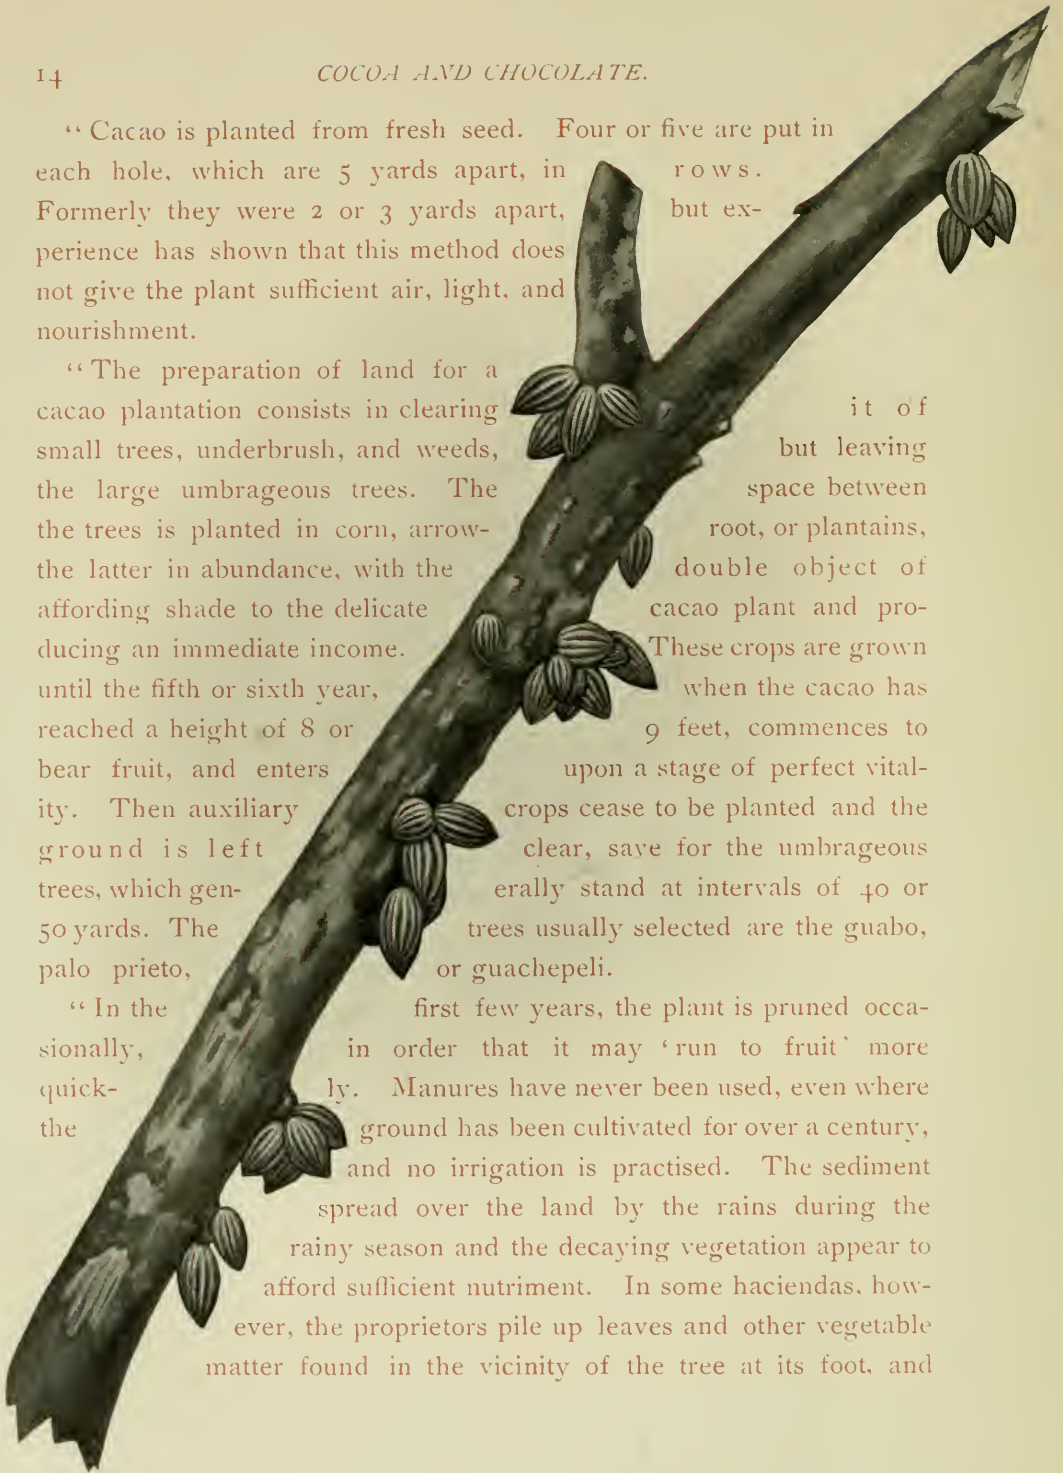 14 COCOA AND CHOCOLATE.
“ Cacao is planted from fresh seed. Four or five are put in
each hole, which are 5 yards apart, in rows.
Formerly they were 2 or 3 yards apart, but ex-
perience has shown that this method does
not give the plant sufficient air, light, and
nourishment.
“ The preparation of land for a
cacao plantation consists in clearing it of
small trees, underbrush, and weeds, but leaving
the large umbrageous trees. The space between
the trees is planted in corn, arrow- root, or plantains,
the latter in abundance, with the double object of
affording shade to the delicate cacao plant and pro-
ducing an immediate income. These crops are grown
until the fifth or sixth year, when the cacao has
reached a height of 8 or 9 feet, commences to
bear fruit, and enters upon a stage of perfect vital-
ity. Then auxiliary crops cease to be planted and the
ground is left clear, save for the umbrageous
trees, which gen- erally stand at intervals of 40 or
50 yards. The trees usually selected are the guabo,
palo prieto, or guachepeli.
“ In the first few years, the plant is pruned occa-
sionally, in order that it may ‘ run to fruit ’ more
quick- ly. Manures have never been used, even where
the ground has been cultivated for over a century,
and no irrigation is practised. The sediment
spread over the land by the rains during the
rainy season and the decaying vegetation appear to
afford sufficient nutriment. In some haciendas, how-
ever, the proprietors pile up leaves and other vegetable
matter found in the vicinity of the tree at its foot, and